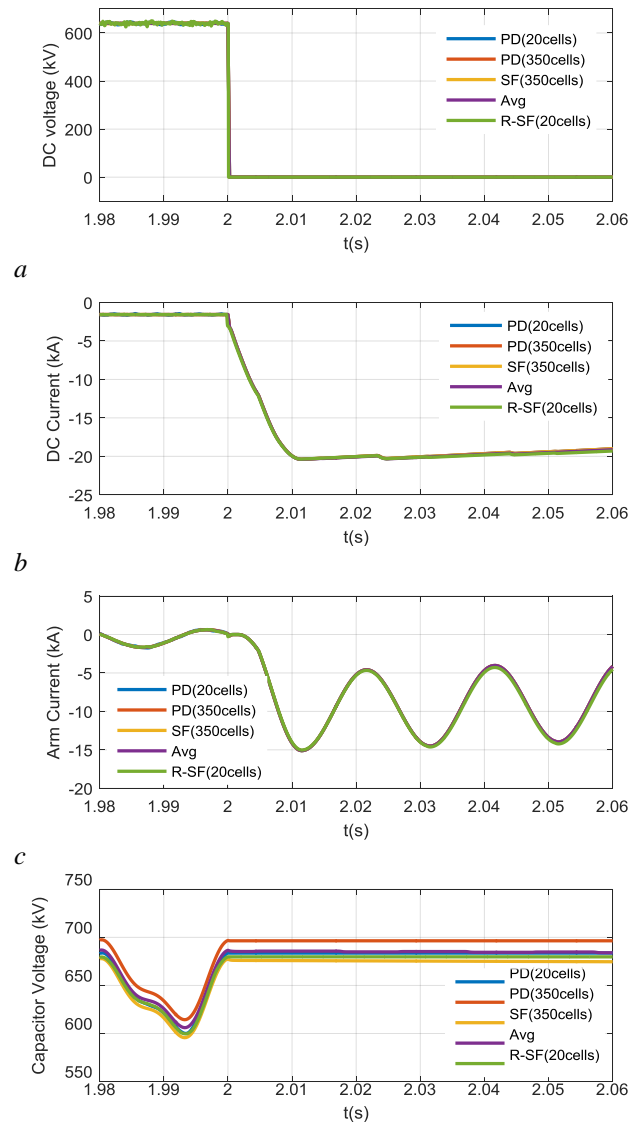 600
400
200
0
DC voltage (kV)
PD(20cells)
PD(350cells)
SF(350cells)
Avg
R-SF(20cells)
1.98 1.99 2 2.01 2.02 2.03 2.04 2.05 2.06
t(s)
a
0
-5
-10
-15
-20
-25
DC Current (kA)
PD(20cells)
PD(350cells)
SF(350cells)
Avg
R-SF(20cells)
1.98 1.99 2 2.01 2.02 2.03 2.04 2.05 2.06
t(s)
b
5
0
-5
-10
-15
-20
Arm Current (kA)
PD(20cells)
PD(350cells)
SF(350cells)
Avg
R-SF(20cells)
1.98 1.99 2 2.01 2.02 2.03 2.04 2.05 2.06
t(s)
c
750
700
650
600
550
Capacitor Voltage (kV)
PD(20cells)
PD(350cells)
SF(350cells)
Avg
R-SF(20cells)
1.98 1.99 2 2.01 2.02 2.03 2.04 2.05 2.06
t(s)